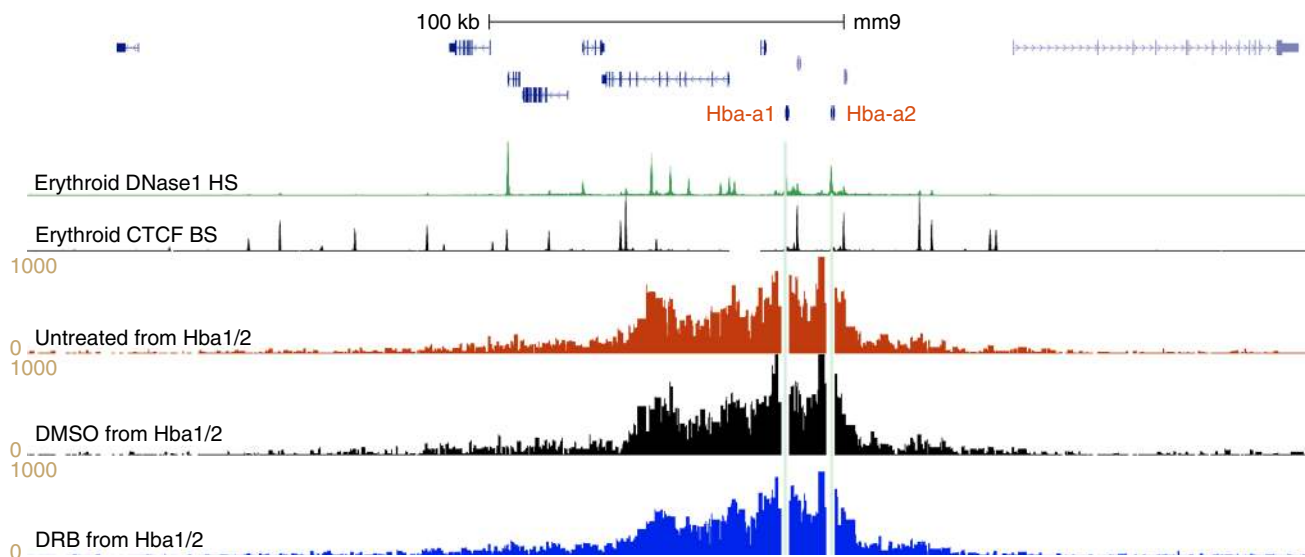 100 kb mm9
Hba-a1 Hba-a2
Erythroid DNase1 HS
Erythroid CTCF BS
1000
Untreated from Hba1/2
0
1000
DMSO from Hba1/2
0
1000
DRB from Hba1/2
0